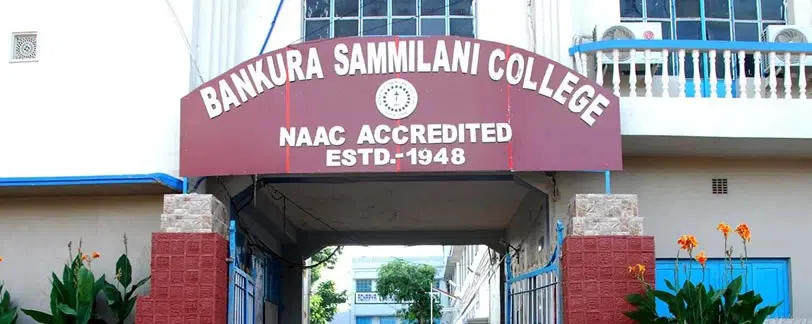 BANKURA SAMMILANI COLLEGE
NAAC ACCREDITED
ESTD.-1948